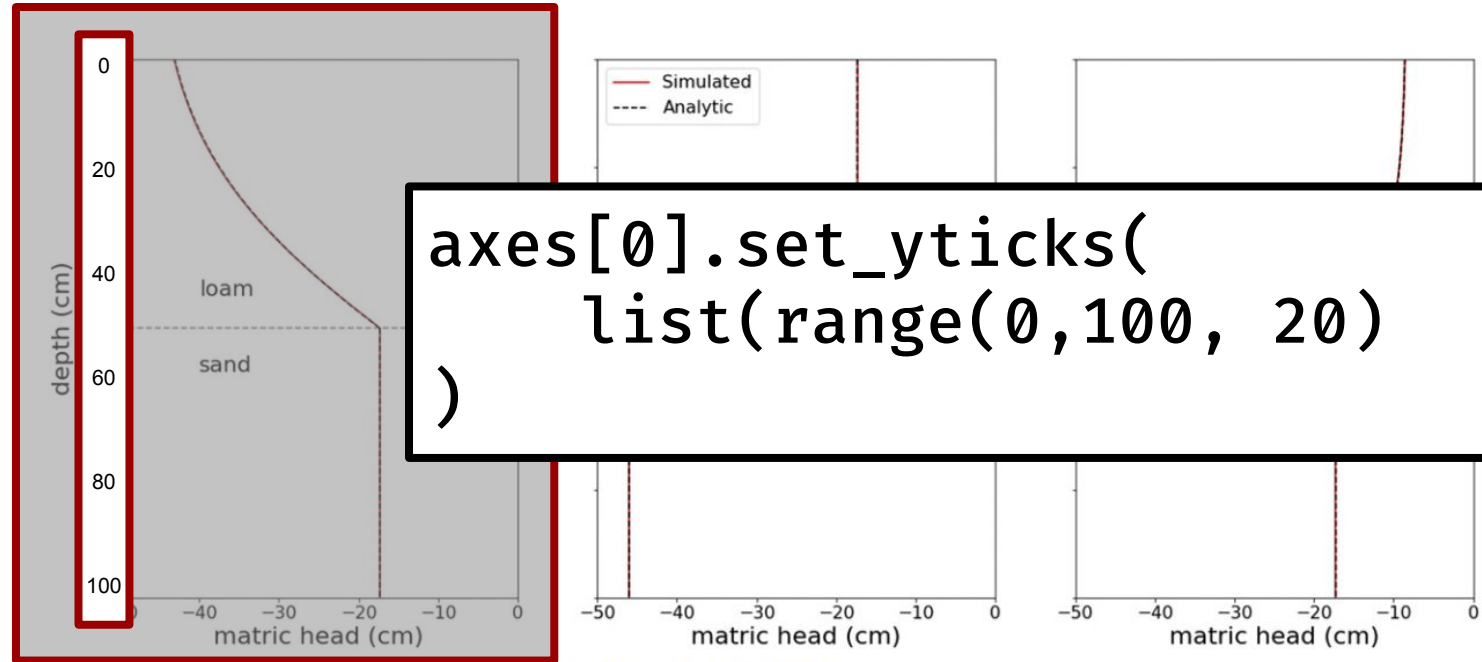 0
20
40
60
80
100
depth (cm)
loam
sand
−40 −30 −20 −10 0
matric head (cm)
Simulated
Analytic
−50 −40 −30 −20 −10 0
matric head (cm)
−50 −40 −30 −20 −10 0
matric head (cm)
axes[0].set_yticks(
list(range(0,100, 20)
)